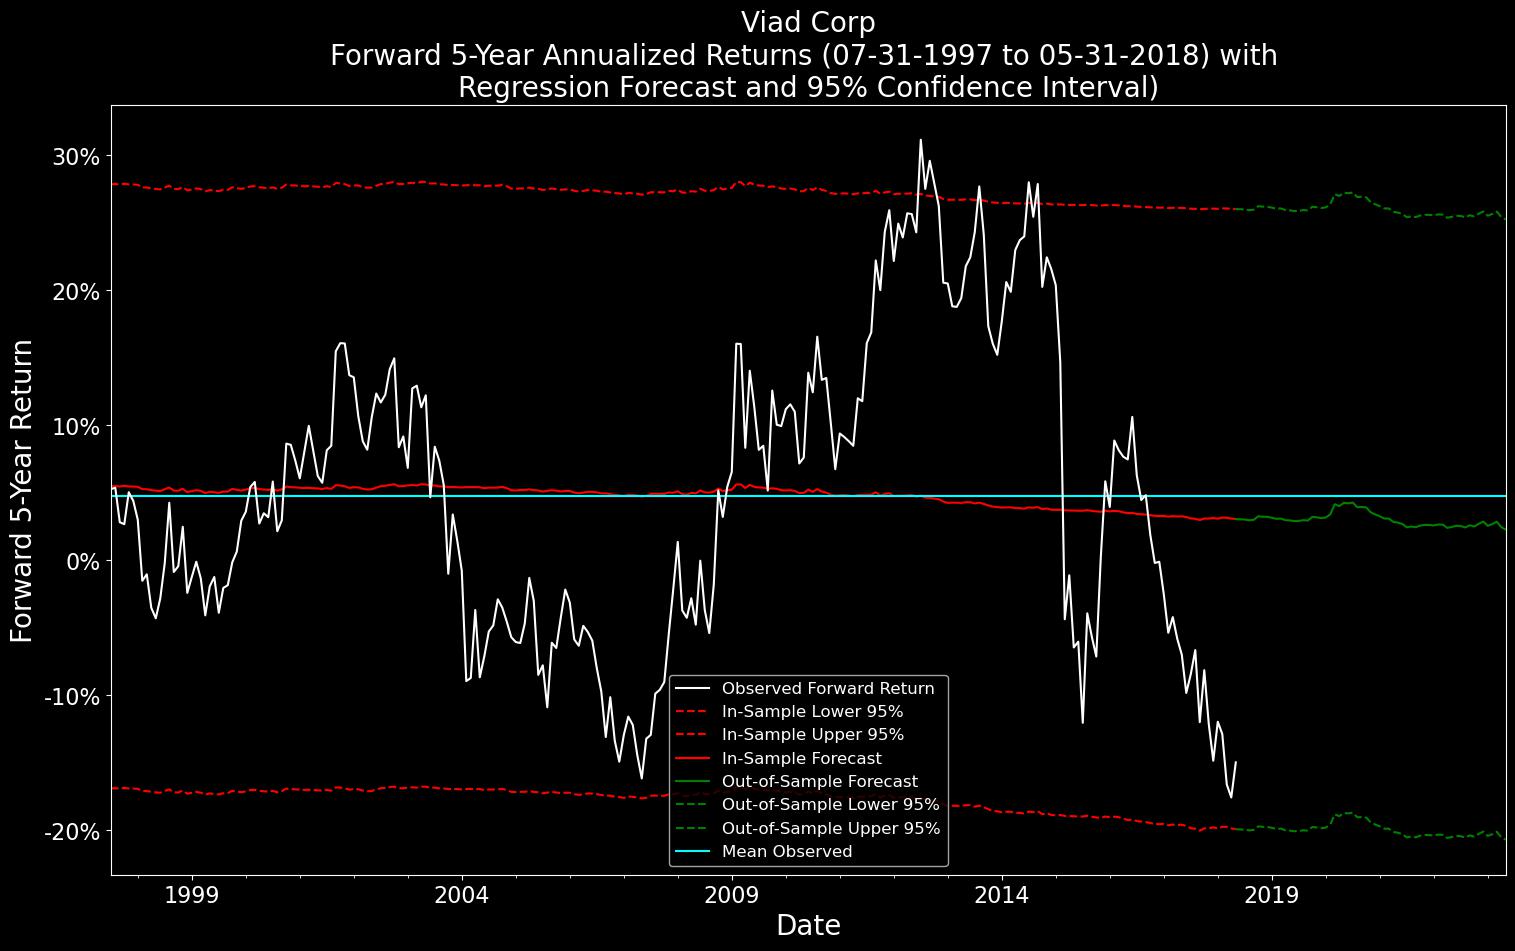 Viad Corp
Forward 5-Year Annualized Returns (07-31-1997 to 05-31-2018) with
Regression Forecast and 95% Confidence Interval)
Forward 5-Year Return
30%
20%
10%
0%
-10%
-20%
Observed Forward Return
In-Sample Lower 95%
In-Sample Upper 95%
In-Sample Forecast
Out-of-Sample Forecast
Out-of-Sample Lower 95%
Out-of-Sample Upper 95%
Mean Observed
1999 2004 2009 2014 2019
Date